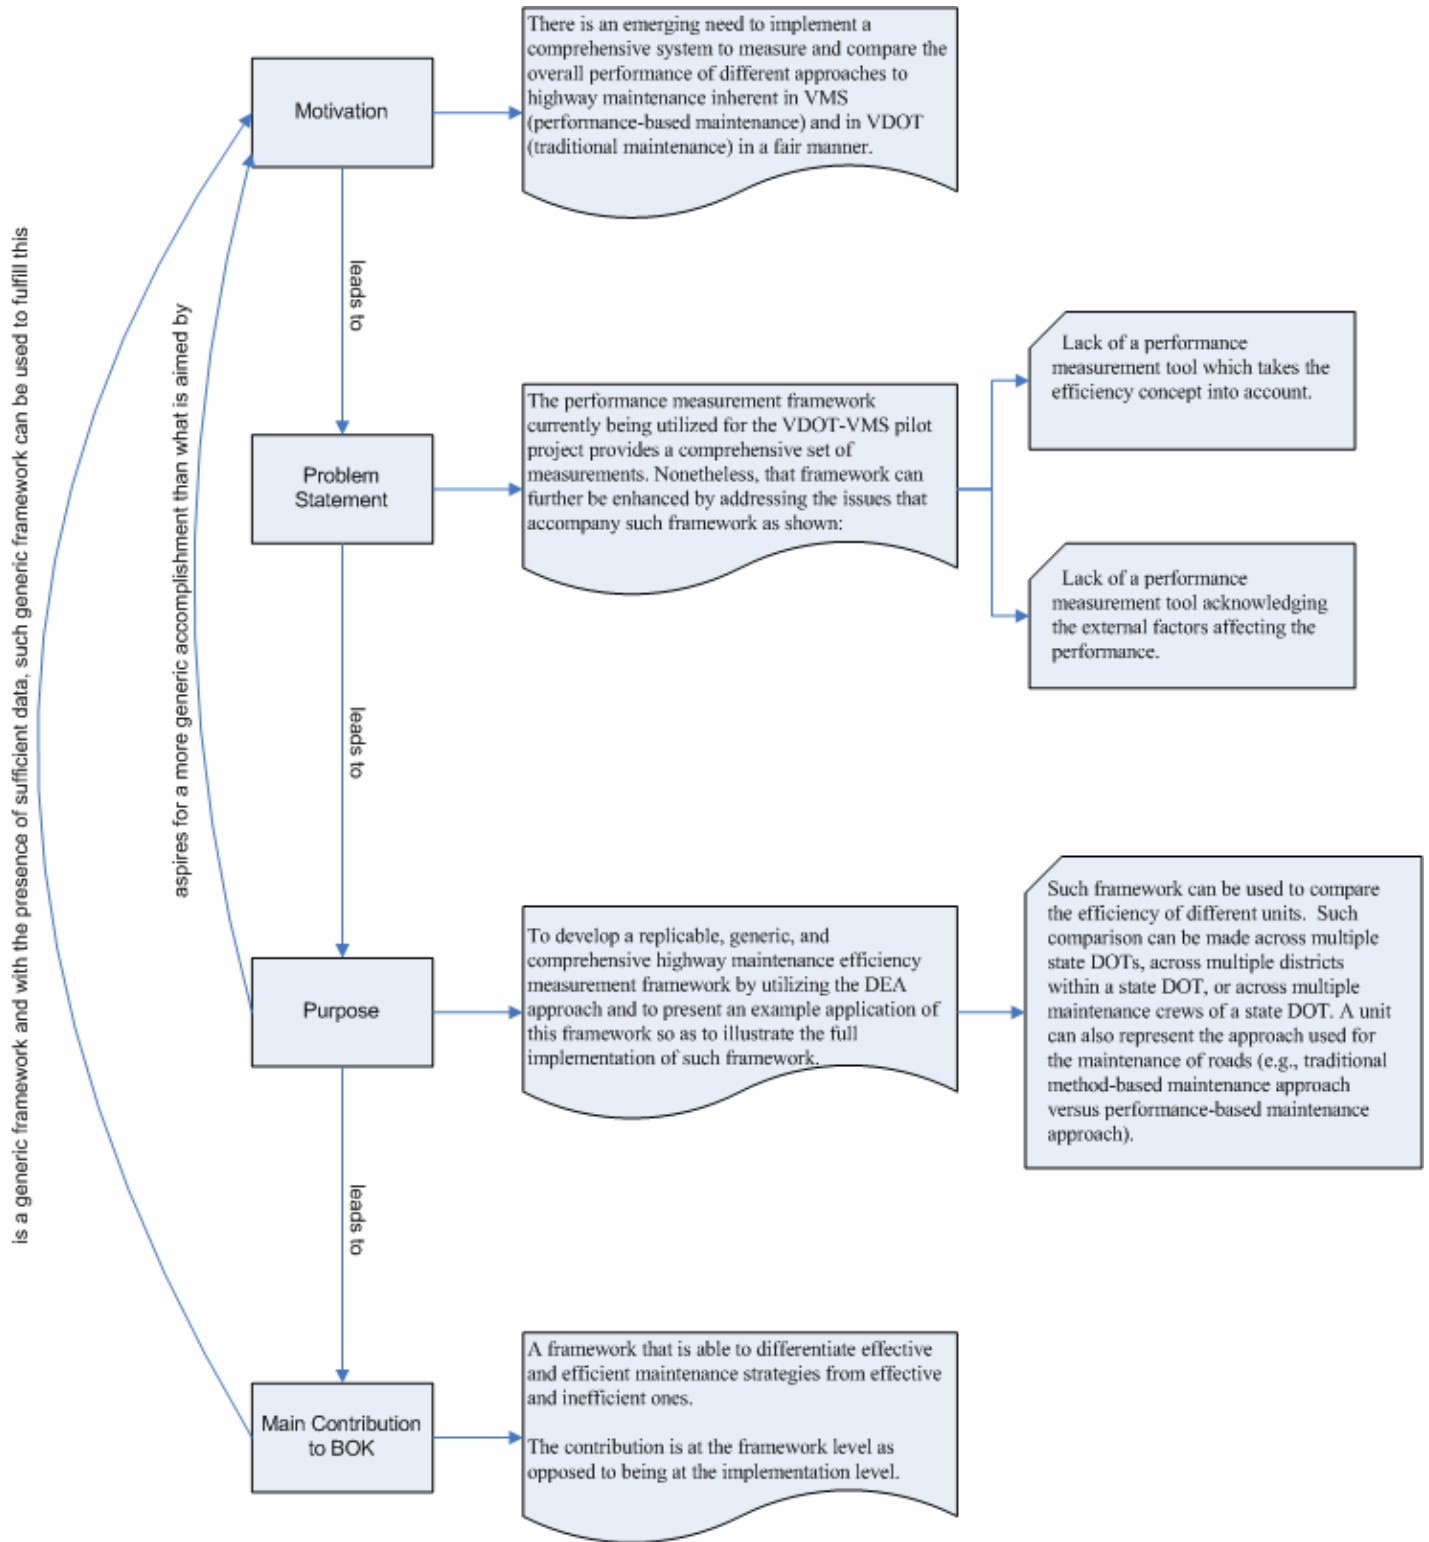 There is an emerging need to implement a
comprehensive system to measure and compare the
overall performance of different approaches to
highway maintenance inherent in VMS
(performance-based maintenance) and in VDOT
(traditional maintenance) in a fair manner.
Motivation
leads to
is a generic framework and with the presence of sufficient data, such generic framework can be used to fulfill this
aspires for a more generic accomplishment than what is aimed by
Problem
Statement
The performance measurement framework
currently being utilized for the VDOT-VMS pilot
project provides a comprehensive set of
measurements. Nonetheless, that framework can
further be enhanced by addressing the issues that
accompany such framework as shown:
Lack of a performance
measurement tool which takes the
efficiency concept into account.
Lack of a performance
measurement tool acknowledging
the external factors affecting the
performance.
leads to
Purpose
To develop a replicable, generic, and
comprehensive highway maintenance efficiency
measurement framework by utilizing the DEA
approach and to present an example application of
this framework so as to illustrate the full
implementation of such framework.
Such framework can be used to compare
the efficiency of different units.  Such
comparison can be made across multiple
state DOTs, across multiple districts
within a state DOT, or across multiple
maintenance crews of a state DOT. A unit
can also represent the approach used for
the maintenance of roads (e.g., traditional
method-based maintenance approach
versus performance-based maintenance
approach).
leads to
Main Contribution
to BOK
A framework that is able to differentiate effective
and efficient maintenance strategies from effective
and inefficient ones.
The contribution is at the framework level as
opposed to being at the implementation level.